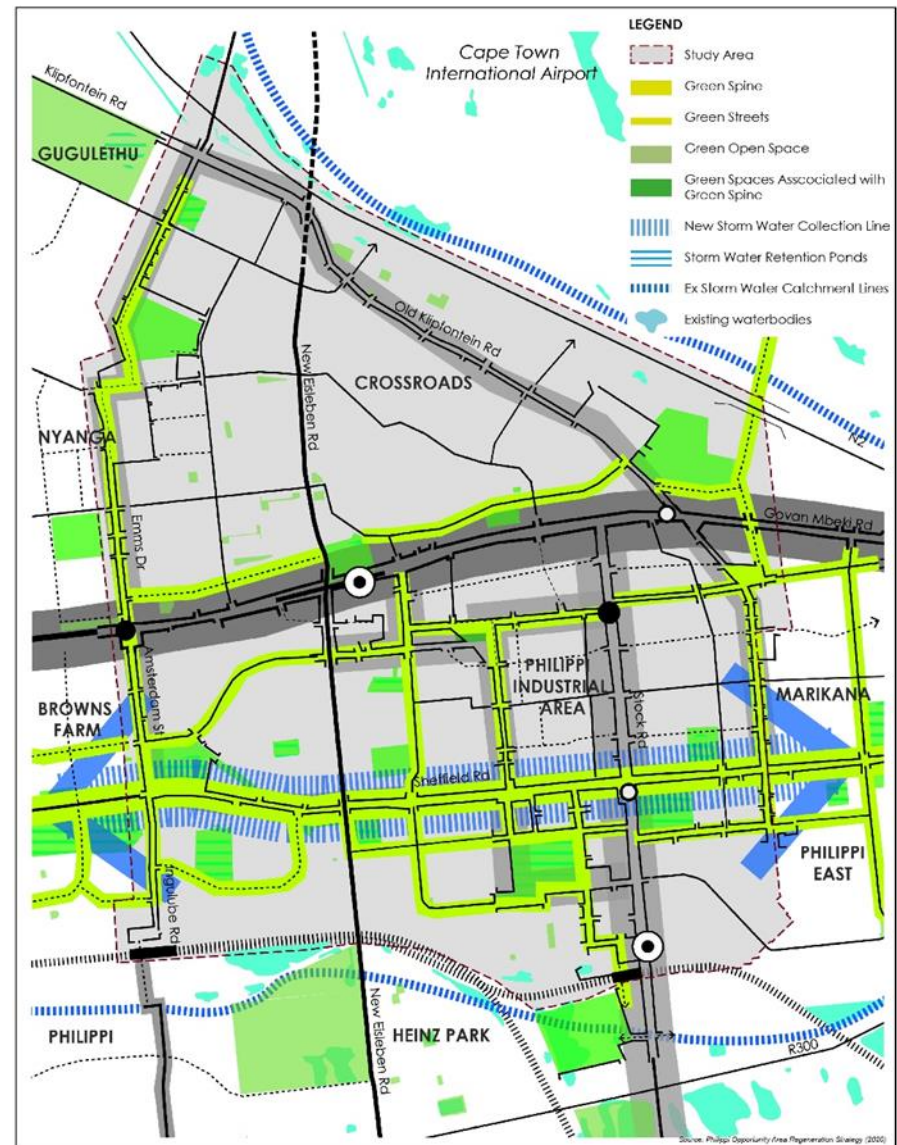 LEGEND
Study Area
Green Spine
Green Streets
Green Open Space
Green Spaces Asscociated with
Green Spine
New Storm Water Collection Line
Storm Water Retention Ponds
Ex Storm Water Catchment Lines
Existing waterbodies
Cape Town
International Airport
Klipfontein Rd
GUGULETHU
Old Klipfontein Rd
New Eisleben Rd
CROSSROADS
NYANGA
N2
Emms Dr
Govan Mbeki Rd
Amsterdam St
BROWNS
FARM
PHILIPPI
INDUSTRIAL
AREA
Stock Rd
MARIKANA
Sheffield Rd
PHILIPPI
EAST
Ingulube Rd
New Eisleben Rd
PHILIPPI
HEINZ PARK
R300
Source: Philippi Opportunity Area Regeneration Strategy (2020)